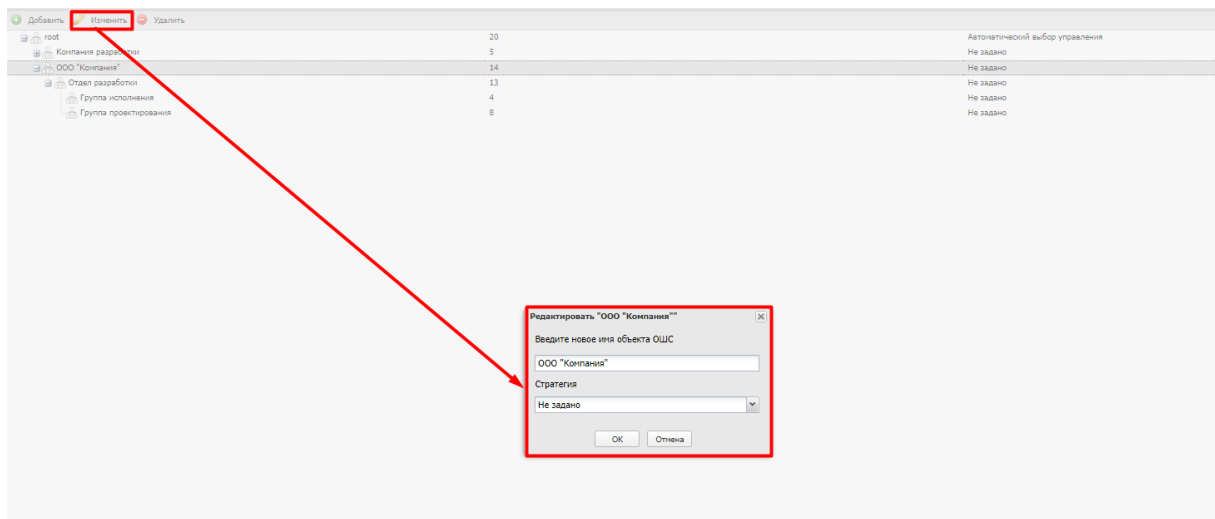 Добавить Изменить Удалить
root 20 Автоматический выбор управления
Компания разработки 5 Не задано
ООО "Компания" 14 Не задано
Отдел разработки 13 Не задано
Группа исполнения 4 Не задано
Группа проектирования 8 Не задано
Редактировать "ООО "Компания""
Введите новое имя объекта ОШС
ООО "Компания"
Стратегия
Не задано
OK Отмена